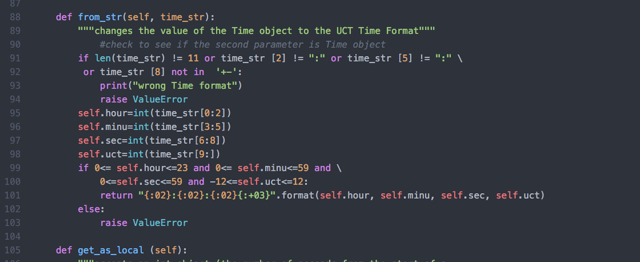 87
88 def from_str(self, time_str):
89 """changes the value of the Time object to the UCT Time Format"""
90 #check to see if the second parameter is Time object
91 if len(time_str) != 11 or time_str [2] != ":" or time_str [5] != ":" \
92 or time_str [8] not in '+-':
93 print("wrong Time format")
94 raise ValueError
95 self.hour=int(time_str[0:2])
96 self.minu=int(time_str[3:5])
97 self.sec=int(time_str[6:8])
98 self.uct=int(time_str[9:])
99 if 0<= self.hour<=23 and 0<= self.minu<=59 and \
100 0<=self.sec<=59 and -12<=self.uct<=12:
101 return "{:02}:{:02}:{:02}{:+03}".format(self.hour, self.minu, self.sec, self.uct)
102 else:
103 raise ValueError
104
105 def get_as_local (self):